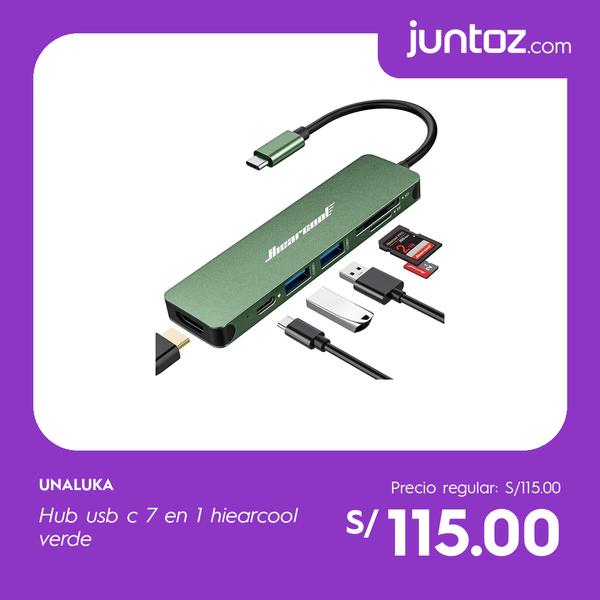 juntoz.com
Hiearcool
UNALUKA
Hub usb c 7 en 1 hiearcool
verde
Precio regular: S/115.00
S/ 115.00